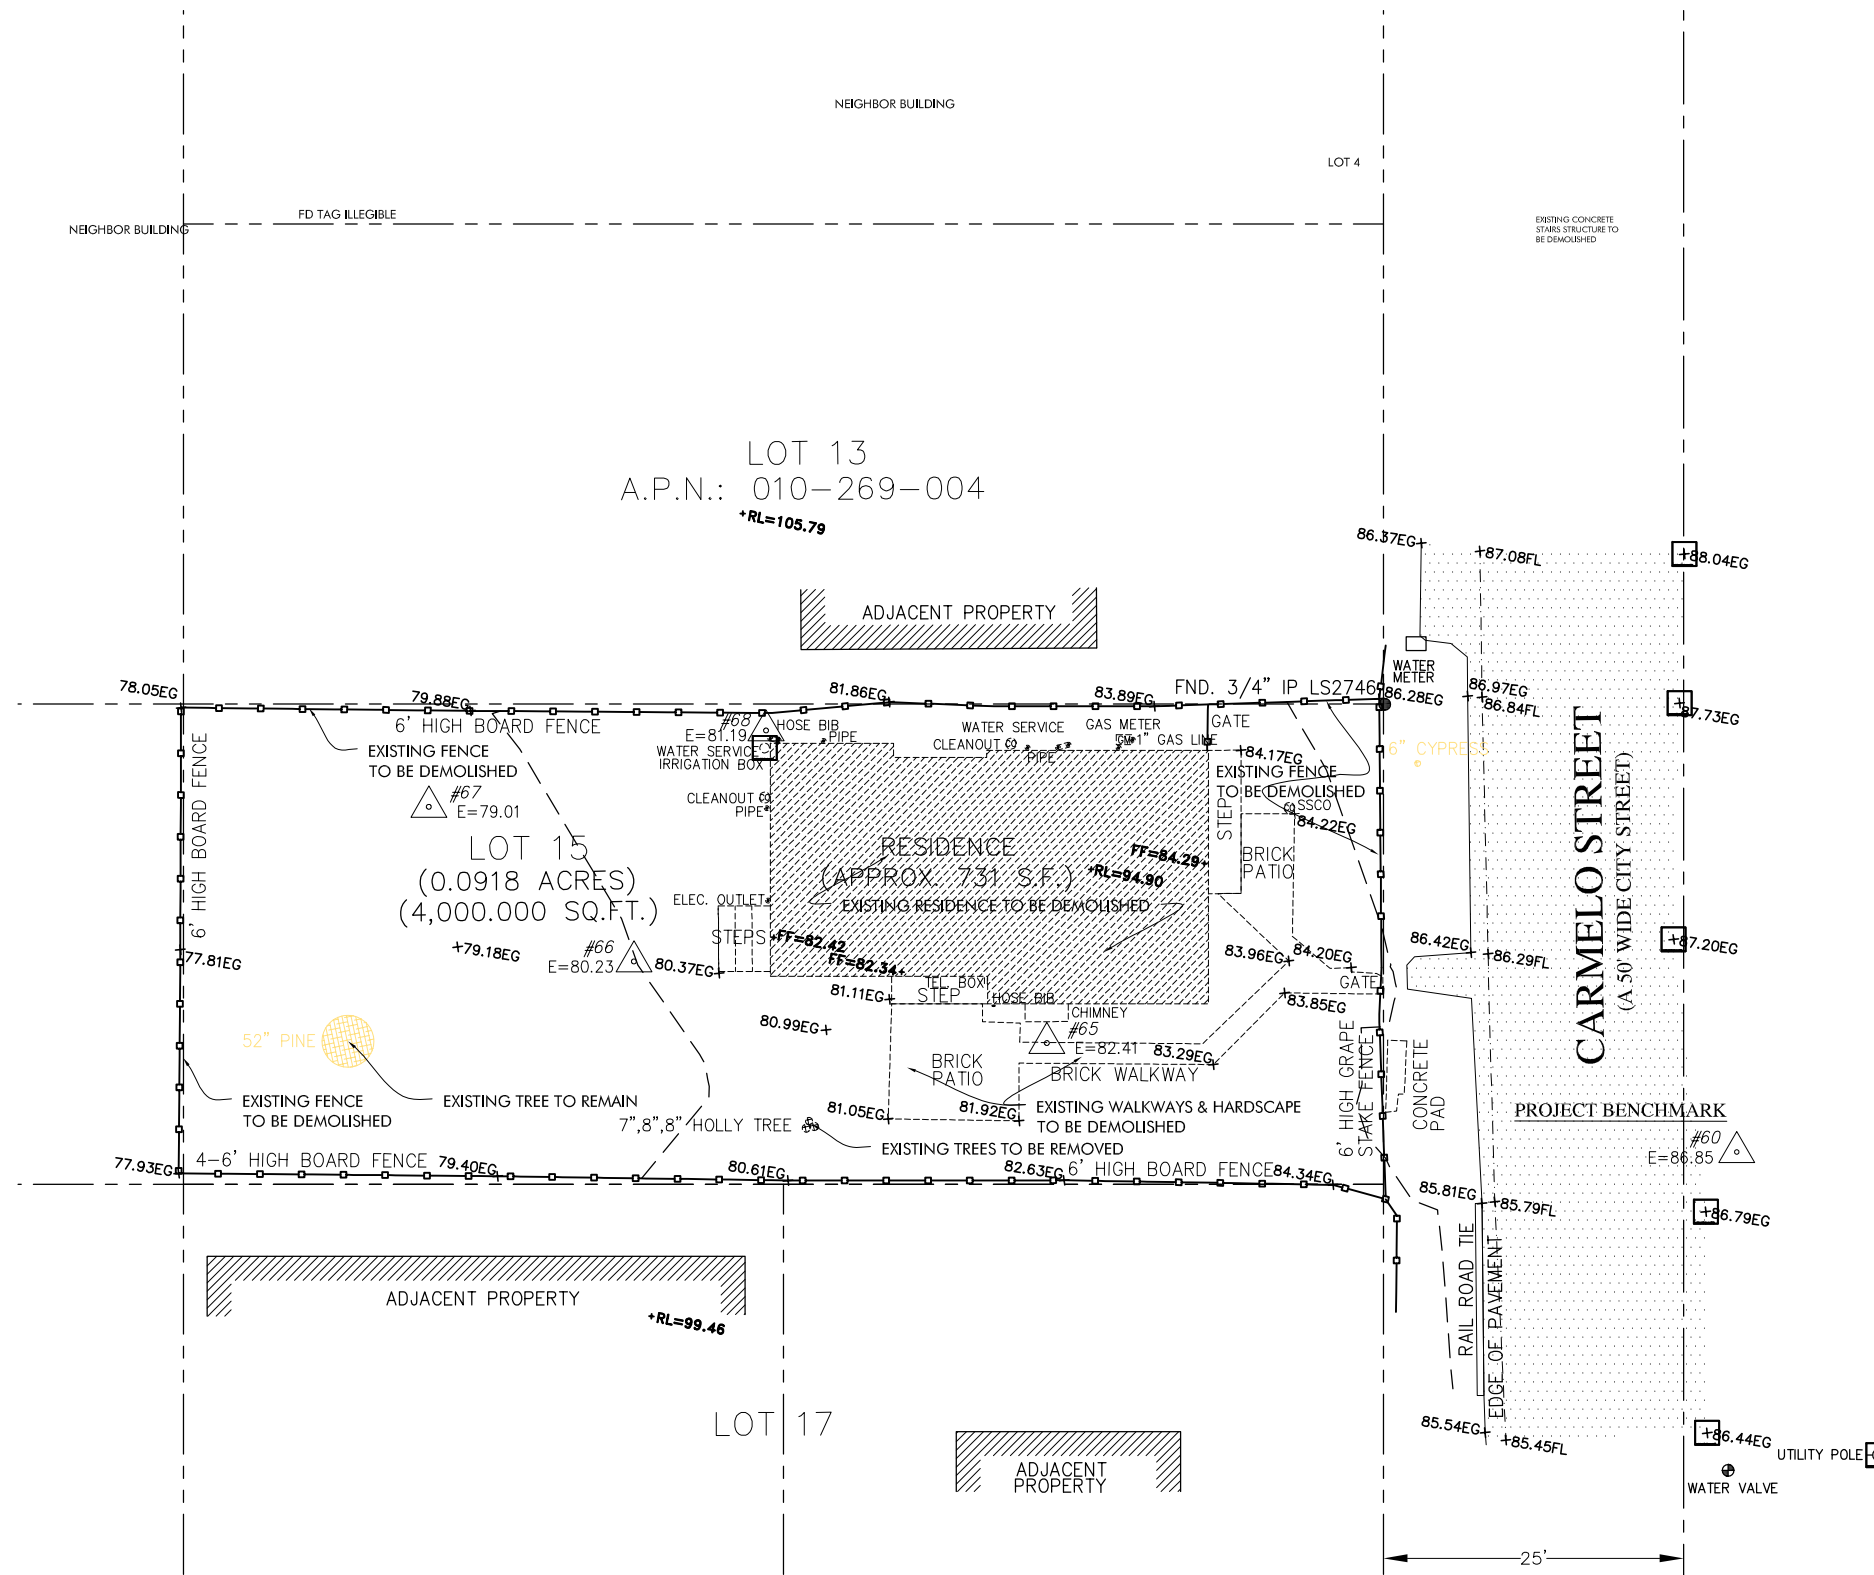 NEIGHBOR BUILDING
LOT 4
FD TAG ILLEGIBLE
NEIGHBOR BUILDING
EXISTING CONCRETE
STAIRS STRUCTURE TO
BE DEMOLISHED
LOT 13
A.P.N.: 010-269-004
+RL=105.79
86.37EG
87.08FL
88.04EG
ADJACENT PROPERTY
WATER
METER
78.05EG
79.88EG
81.86EG
83.89EG
FND. 3/4" IP LS2746
86.28EG
86.97EG
86.84FL
87.73EG
6' HIGH BOARD FENCE
#68
E=81.19
HOSE BIB
PIPE
WATER SERVICE
IRRIGATION BOX
WATER SERVICE
CLEANOUT
PIPE
GAS METER
1" GAS LINE
GATE
84.17EG
6" CYPRESS
EXISTING FENCE
TO BE DEMOLISHED
EXISTING FENCE
TO BE DEMOLISHED
6' HIGH BOARD FENCE
#67
E=79.01
CLEANOUT
PIPE
SSCO
84.22EG
STEP
BRICK
PATIO
LOT 15
(0.0918 ACRES)
(4,000.000 SQ.FT.)
RESIDENCE
(APPROX. 731 S.F.)
FF=84.29
+RL=94.90
EXISTING RESIDENCE TO BE DEMOLISHED
ELEC. OUTLET
STEPS
FF=82.42
FF=82.34
CARMELO STREET
(A 50' WIDE CITY STREET)
77.81EG
+79.18EG
#66
E=80.23
80.37EG
81.11EG
TEL. BOX
STEP
HOSE BIB
CHIMNEY
83.96EG
84.20EG
GATE
83.85EG
86.42EG
86.29FL
87.20EG
52" PINE
80.99EG
#65
E=82.41
83.29EG
BRICK
PATIO
BRICK WALKWAY
6' HIGH GRAPE
STAKE FENCE
CONCRETE
PAD
EXISTING FENCE
TO BE DEMOLISHED
EXISTING TREE TO REMAIN
81.05EG
81.92EG
EXISTING WALKWAYS & HARDSCAPE
TO BE DEMOLISHED
7",8",8" HOLLY TREE
EXISTING TREES TO BE REMOVED
PROJECT BENCHMARK
#60
E=86.85
77.93EG
4-6' HIGH BOARD FENCE
79.40EG
80.61EG
82.63EG
6' HIGH BOARD FENCE
84.34EG
85.81EG
85.79FL
86.79EG
RAIL ROAD TIE
EDGE OF PAVEMENT
ADJACENT PROPERTY
+RL=99.46
LOT 17
ADJACENT
PROPERTY
85.54EG
85.45FL
86.44EG
UTILITY POLE
WATER VALVE
25'